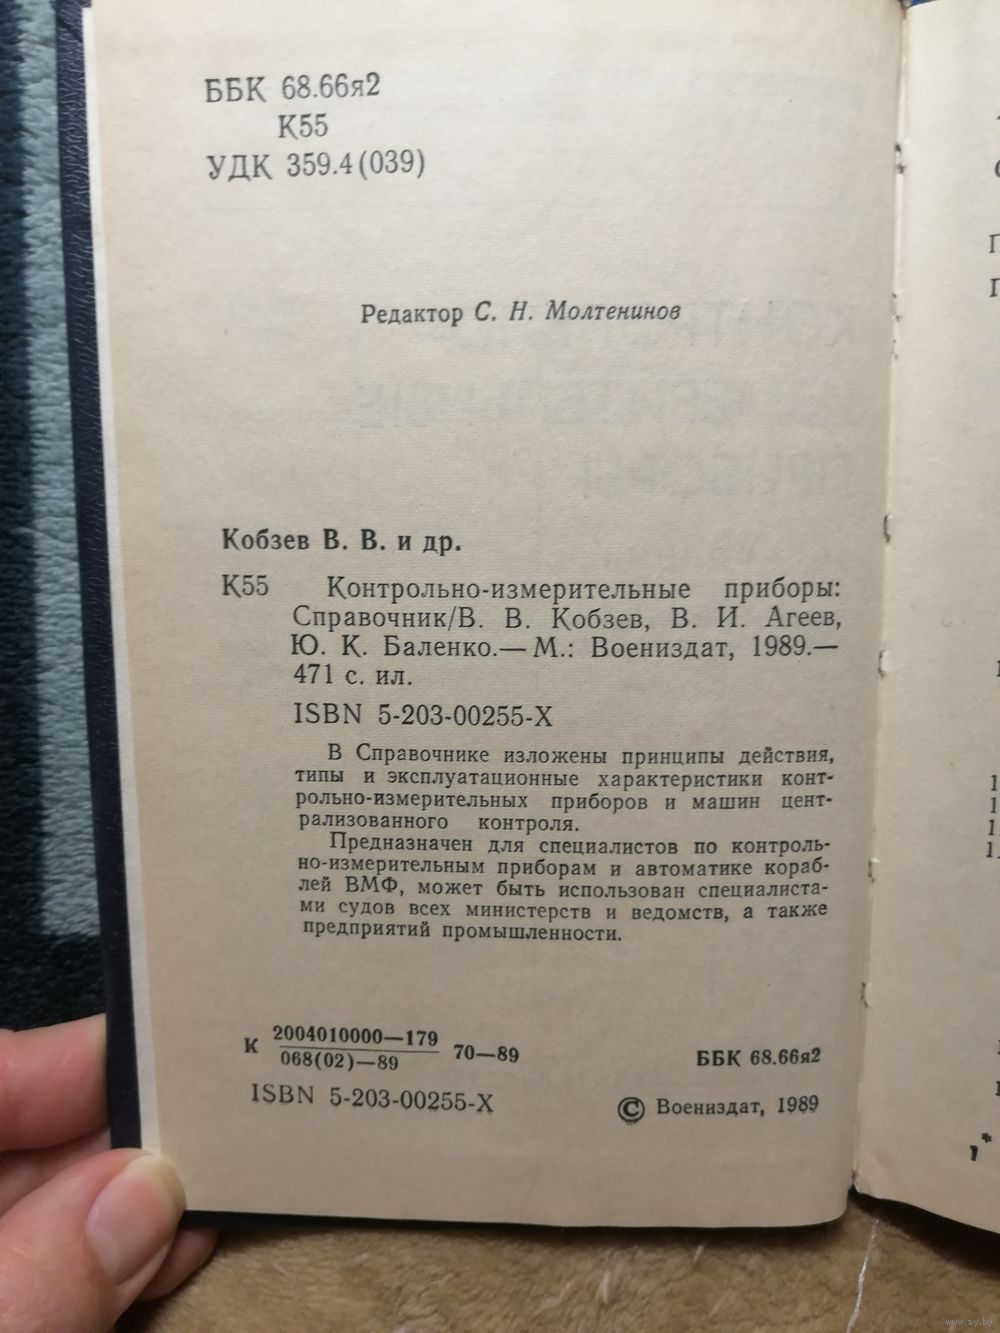 ББК 68.66я2
К55
УДК 359.4(039)
Редактор С. Н. Молтенинов
Кобзев В. В. и др.
К55 Контрольно-измерительные приборы:
Справочник/В. В. Кобзев, В. И. Агеев,
Ю. К. Баленко.— М.: Воениздат, 1989.—
471 с. ил.
ISBN 5-203-00255-X
В Справочнике изложены принципы действия,
типы и эксплуатационные характеристики конт-
рольно-измерительных приборов и машин цент-
рализованного контроля.
Предназначен для специалистов по контроль-
но-измерительным приборам и автоматике кораб-
лей ВМФ, может быть использован специалиста-
ми судов всех министерств и ведомств, а также
предприятий промышленности.
К 2004010000—179
068(02)—89 70—89
ББК 68.66я2
ISBN 5-203-00255-X
© Воениздат, 1989
1*
www.ay.by